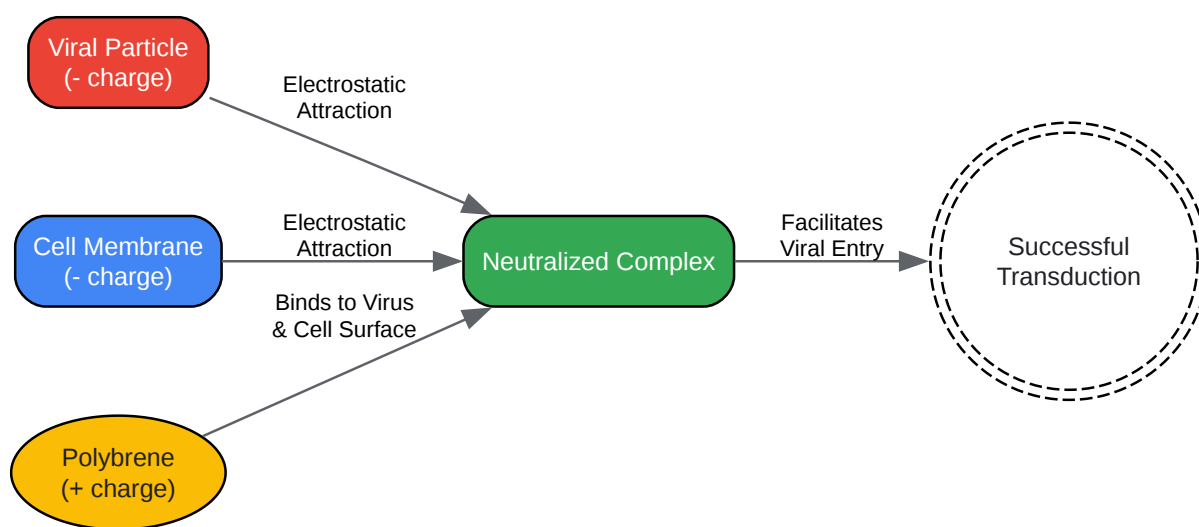 Viral Particle
(- charge)
Electrostatic
Attraction
Cell Membrane
(- charge)
Electrostatic
Attraction
Neutralized Complex
Facilitates
Viral Entry
Successful
Transduction
Binds to Virus
& Cell Surface
Polybrene
(+ charge)